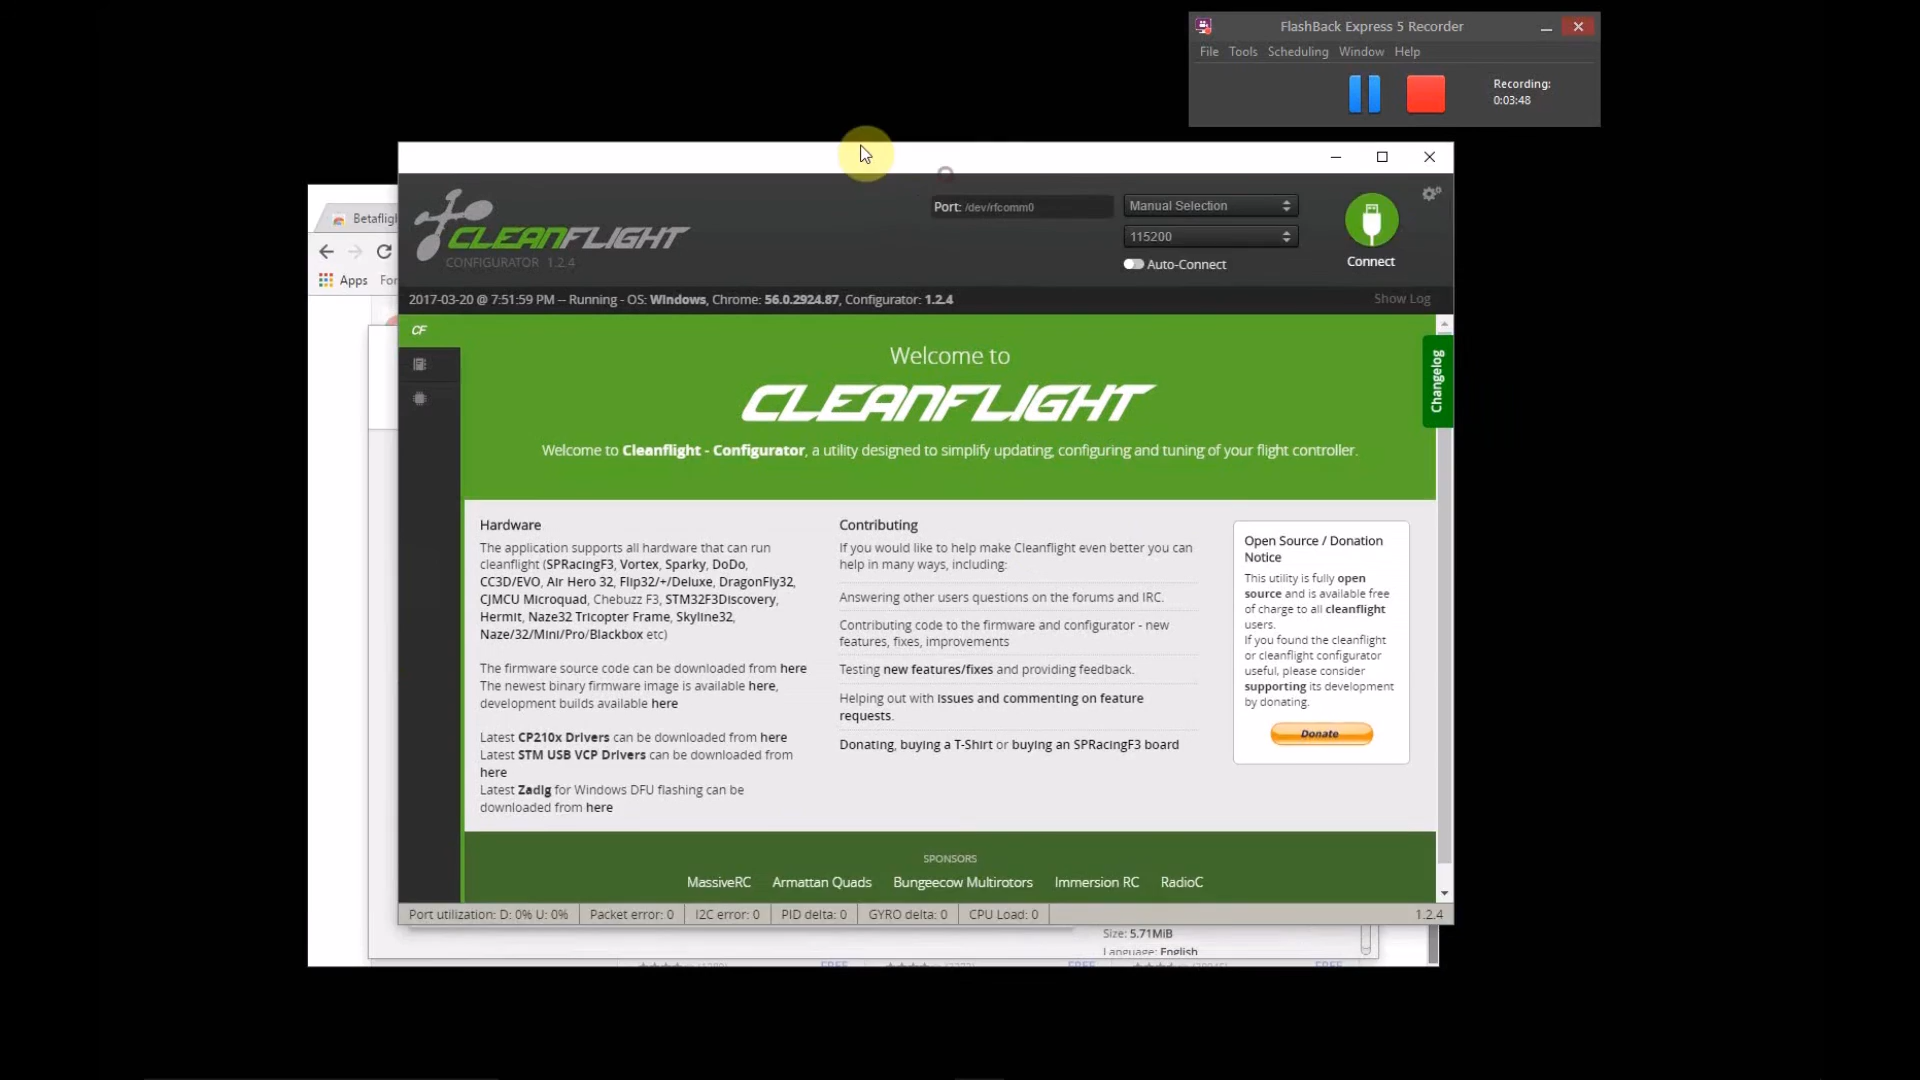 FlashBack Express 5 Recorder
File Tools Scheduling Window Help
Recording:
0:03:48
Betafligh
Apps
CLEANFLIGHT
CONFIGURATOR 1.2.4
Port: /dev/rfcomm0
Manual Selection
115200
Auto-Connect
Connect
2017-03-20 @ 7:51:59 PM -- Running - OS: Windows, Chrome: 56.0.2924.87, Configurator: 1.2.4
Show Log
CF
Changelog
Welcome to
CLEANFLIGHT
Welcome to Cleanflight - Configurator, a utility designed to simplify updating, configuring and tuning of your flight controller.
Hardware
The application supports all hardware that can run
cleanflight (SPRacingF3, Vortex, Sparky, DoDo,
CC3D/EVO, Air Hero 32, Flip32/+/Deluxe, DragonFly32,
CJMCU Microquad, Chebuzz F3, STM32F3Discovery,
Hermit, Naze32 Tricopter Frame, Skyline32,
Naze/32/Mini/Pro/Blackbox etc)
The firmware source code can be downloaded from here
The newest binary firmware image is available here,
development builds available here
Latest CP210x Drivers can be downloaded from here
Latest STM USB VCP Drivers can be downloaded from
here
Latest Zadig for Windows DFU flashing can be
downloaded from here
Contributing
If you would like to help make Cleanflight even better you can
help in many ways, including:
Answering other users questions on the forums and IRC.
Contributing code to the firmware and configurator - new
features, fixes, improvements
Testing new features/fixes and providing feedback.
Helping out with issues and commenting on feature
requests.
Donating, buying a T-Shirt or buying an SPRacingF3 board
Open Source / Donation
Notice
This utility is fully open
source and is available free
of charge to all cleanflight
users.
If you found the cleanflight
or cleanflight configurator
useful, please consider
supporting its development
by donating.
Donate
SPONSORS
MassiveRC Armattan Quads Bungeecow Multirotors Immersion RC RadioC
Port utilization: D: 0% U: 0% Packet error: 0 I2C error: 0 PID delta: 0 GYRO delta: 0 CPU Load: 0 1.2.4
Size: 5.71MiB
Language: English
FREE FREE FREE